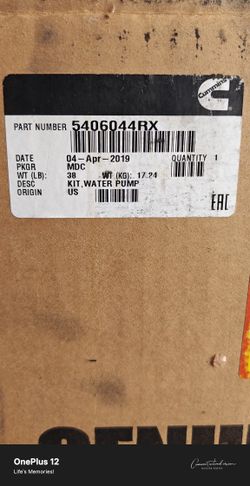 Cummins
PART NUMBER 5406044RX
DATE 04-Apr-2019 QUANTITY 1
PKGR MDC
WT (LB): 38 WT (KG): 17.24
DESC KIT,WATER PUMP
ORIGIN US
EAC
OnePlus 12
Life's Memories!